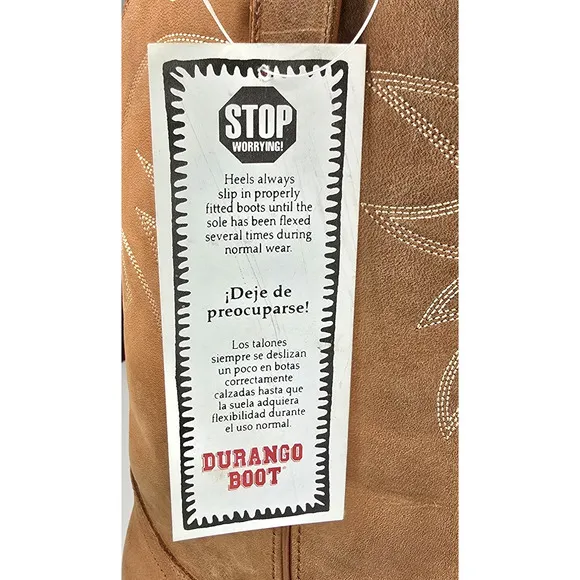 STOP
WORRYING!
Heels always
slip in properly
fitted boots until the
sole has been flexed
several times during
normal wear.
¡Deje de
preocuparse!
Los talones
siempre se deslizan
un poco en botas
correctamente
calzadas hasta que
la suela adquiera
flexibilidad durante
el uso normal.
DURANGO
BOOT™